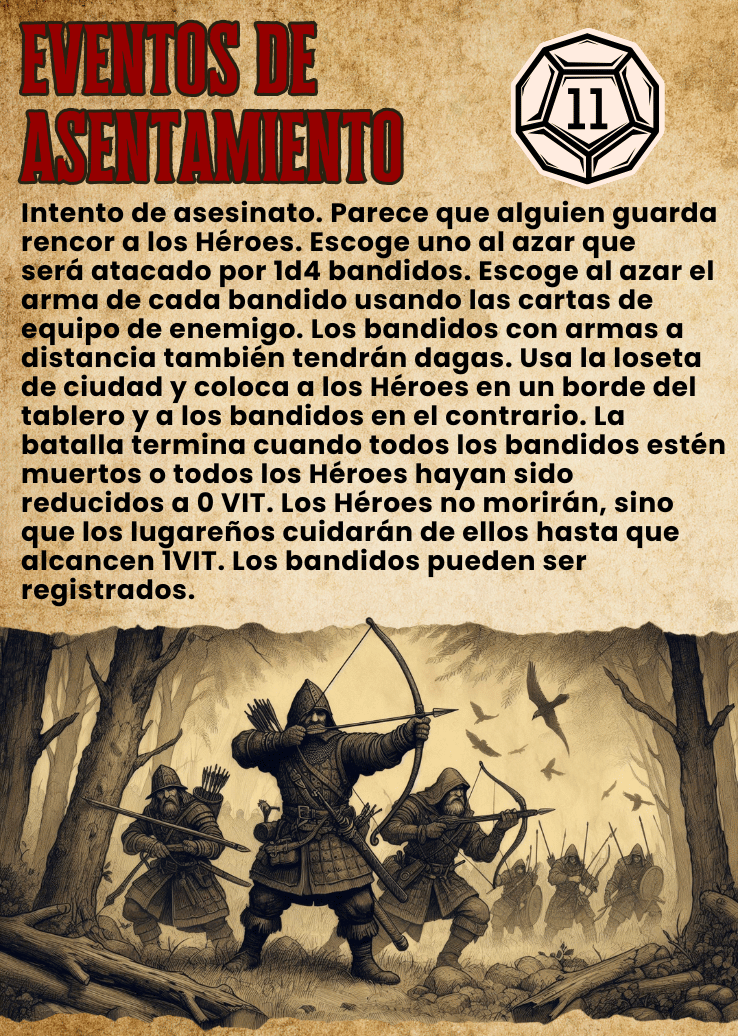 EVENTOS DE
ASENTAMIENTO
11
Intento de asesinato. Parece que alguien guarda
rencor a los Héroes. Escoge uno al azar que
será atacado por 1d4 bandidos. Escoge al azar el
arma de cada bandido usando las cartas de
equipo de enemigo. Los bandidos con armas a
distancia también tendrán dagas. Usa la loseta
de ciudad y coloca a los Héroes en un borde del
tablero y a los bandidos en el contrario. La
batalla termina cuando todos los bandidos estén
muertos o todos los Héroes hayan sido
reducidos a 0 VIT. Los Héroes no morirán, sino
que los lugareños cuidarán de ellos hasta que
alcancen 1VIT. Los bandidos pueden ser
registrados.